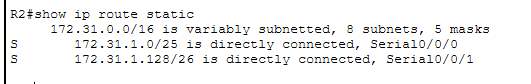 R2#show ip route static
172.31.0.0/16 is variably subnetted, 8 subnets, 5 masks
S 172.31.1.0/25 is directly connected, Serial0/0/0
S 172.31.1.128/26 is directly connected, Serial0/0/1